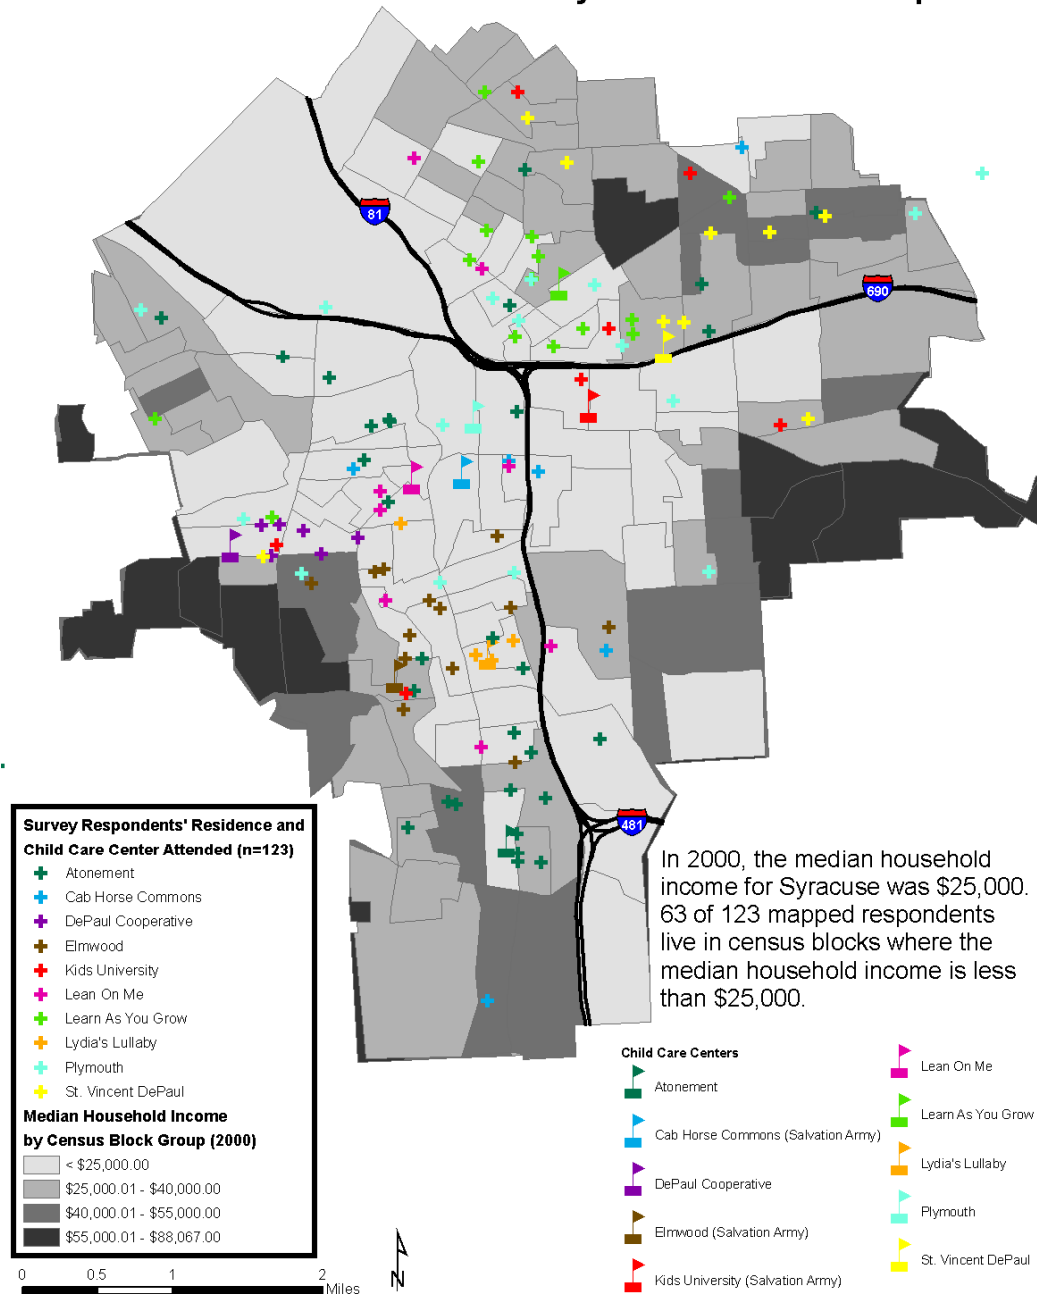 81
690
481
In 2000, the median household
income for Syracuse was $25,000.
63 of 123 mapped respondents
live in census blocks where the
median household income is less
than $25,000.
Survey Respondents' Residence and
Child Care Center Attended (n=123)
Atonement
Cab Horse Commons
DePaul Cooperative
Elmwood
Kids University
Lean On Me
Learn As You Grow
Lydia's Lullaby
Plymouth
St. Vincent DePaul
Median Household Income
by Census Block Group (2000)
< $25,000.00
$25,000.01 - $40,000.00
$40,000.01 - $55,000.00
$55,000.01 - $88,067.00
0 0.5 1 2
Miles
N
Child Care Centers
Atonement
Cab Horse Commons (Salvation Army)
DePaul Cooperative
Elmwood (Salvation Army)
Kids University (Salvation Army)
Lean On Me
Learn As You Grow
Lydia's Lullaby
Plymouth
St. Vincent DePaul